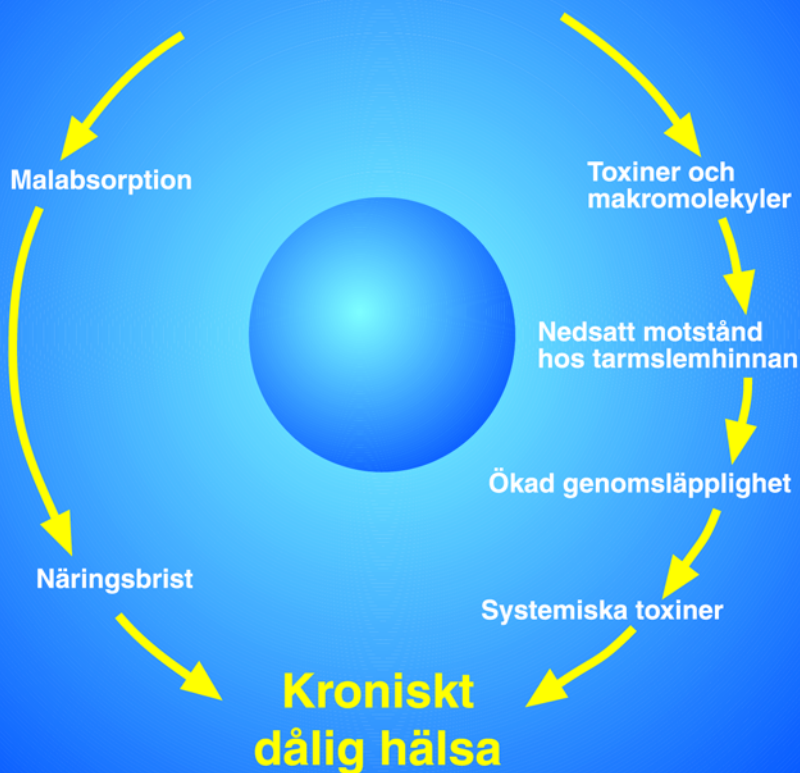 Malabsorption
Toxiner och
makromolekyler
Nedsatt motstånd
hos tarmslemhinnan
Ökad genomsläpplighet
Näringsbrist
Systemiska toxiner
Kroniskt
dålig hälsa